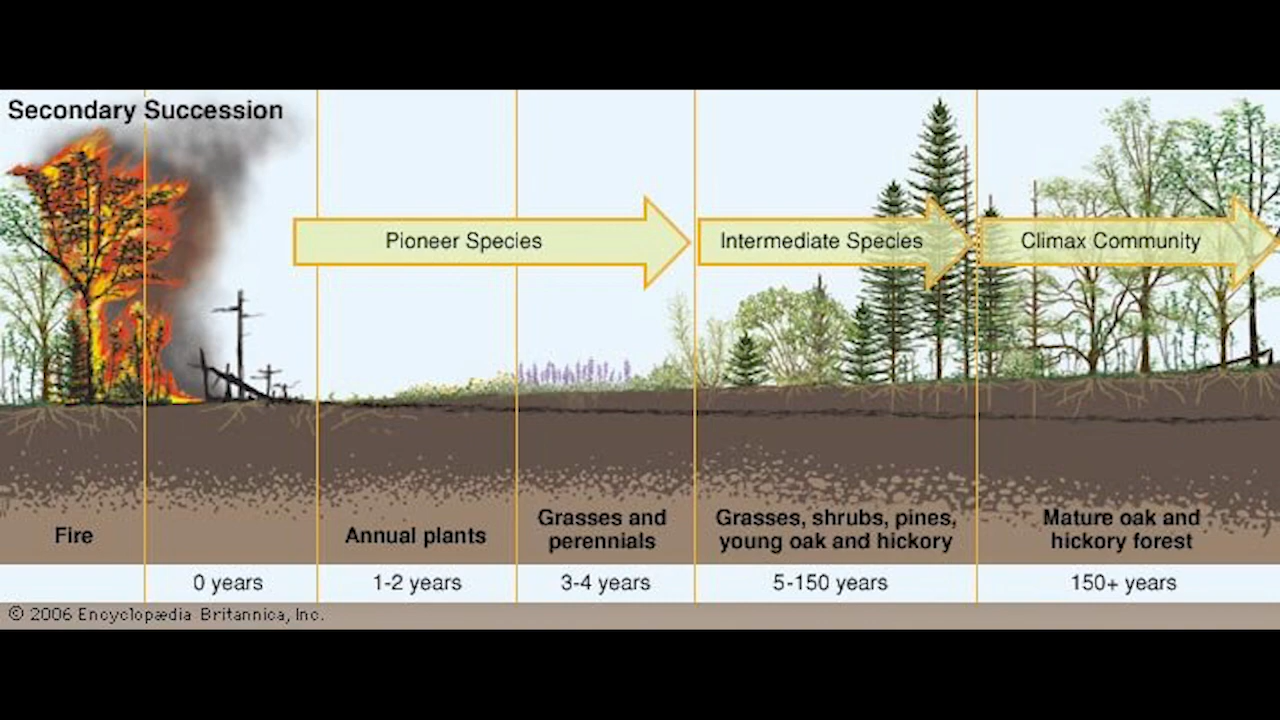 Secondary Succession
Pioneer Species
Intermediate Species
Climax Community
Fire
Annual plants
Grasses and
perennials
Grasses, shrubs, pines,
young oak and hickory
Mature oak and
hickory forest
0 years
1-2 years
3-4 years
5-150 years
150+ years
© 2006 Encyclopædia Britannica, Inc.